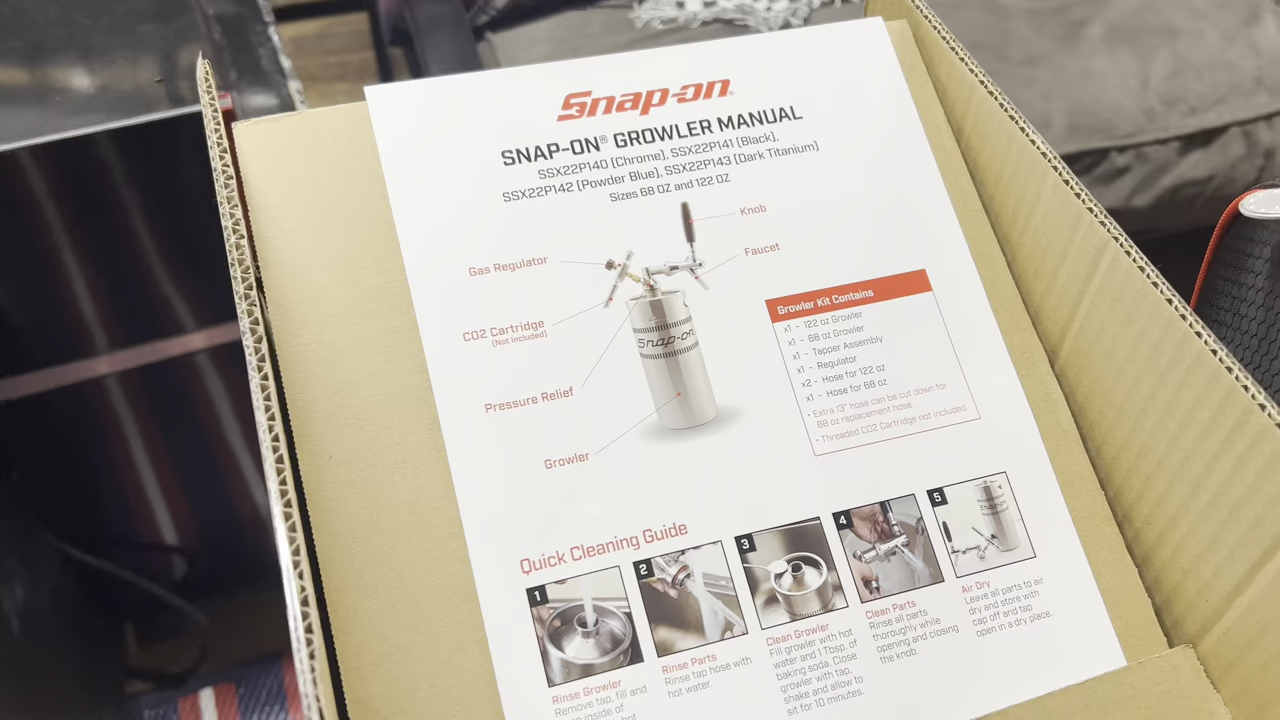 Snap-on®
SNAP-ON® GROWLER MANUAL
SSX22P140 (Chrome), SSX22P141 (Black),
SSX22P142 (Powder Blue), SSX22P143 (Dark Titanium)
Sizes 68 OZ and 122 OZ
Knob
Faucet
Gas Regulator
CO2 Cartridge
(Not Included)
Pressure Relief
Growler
Snap-on
Growler Kit Contains
x1 - 122 oz Growler
x1 - 68 oz Growler
x1 - Tapper Assembly
x1 - Regulator
x2 - Hose for 122 oz
x1 - Hose for 68 oz
• Extra 13" hose can be cut down for
68 oz replacement hose.
• Threaded CO2 Cartridge not included.
Quick Cleaning Guide
1
Rinse Growler
Remove tap, fill and
inside of
hot
2
Rinse Parts
Rinse tap hose with
hot water.
3
Clean Growler
Fill growler with hot
water and 1 Tbsp. of
baking soda. Close
growler with tap,
shake and allow to
sit for 10 minutes.
4
Clean Parts
Rinse all parts
thoroughly while
opening and closing
the knob.
5
Snap-on
Air Dry
Leave all parts to air
dry and store with
cap off and tap
open in a dry place.